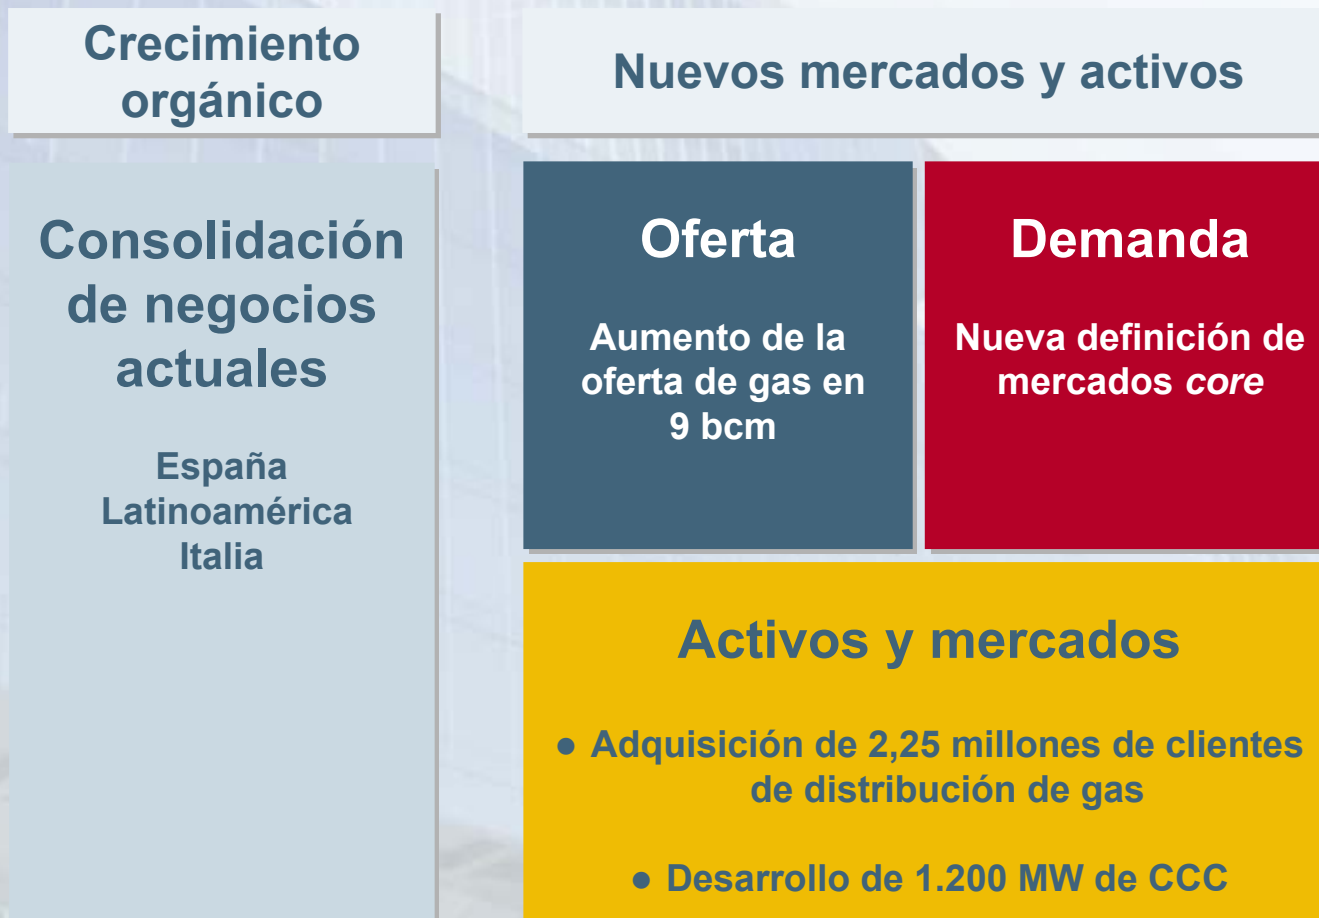 Crecimiento
orgánico
Nuevos mercados y activos
Consolidación
de negocios
actuales
España
Latinoamérica
Italia
Oferta
Aumento de la
oferta de gas en
9 bcm
Demanda
Nueva definición de
mercados core
Activos y mercados
● Adquisición de 2,25 millones de clientes
de distribución de gas
● Desarrollo de 1.200 MW de CCC